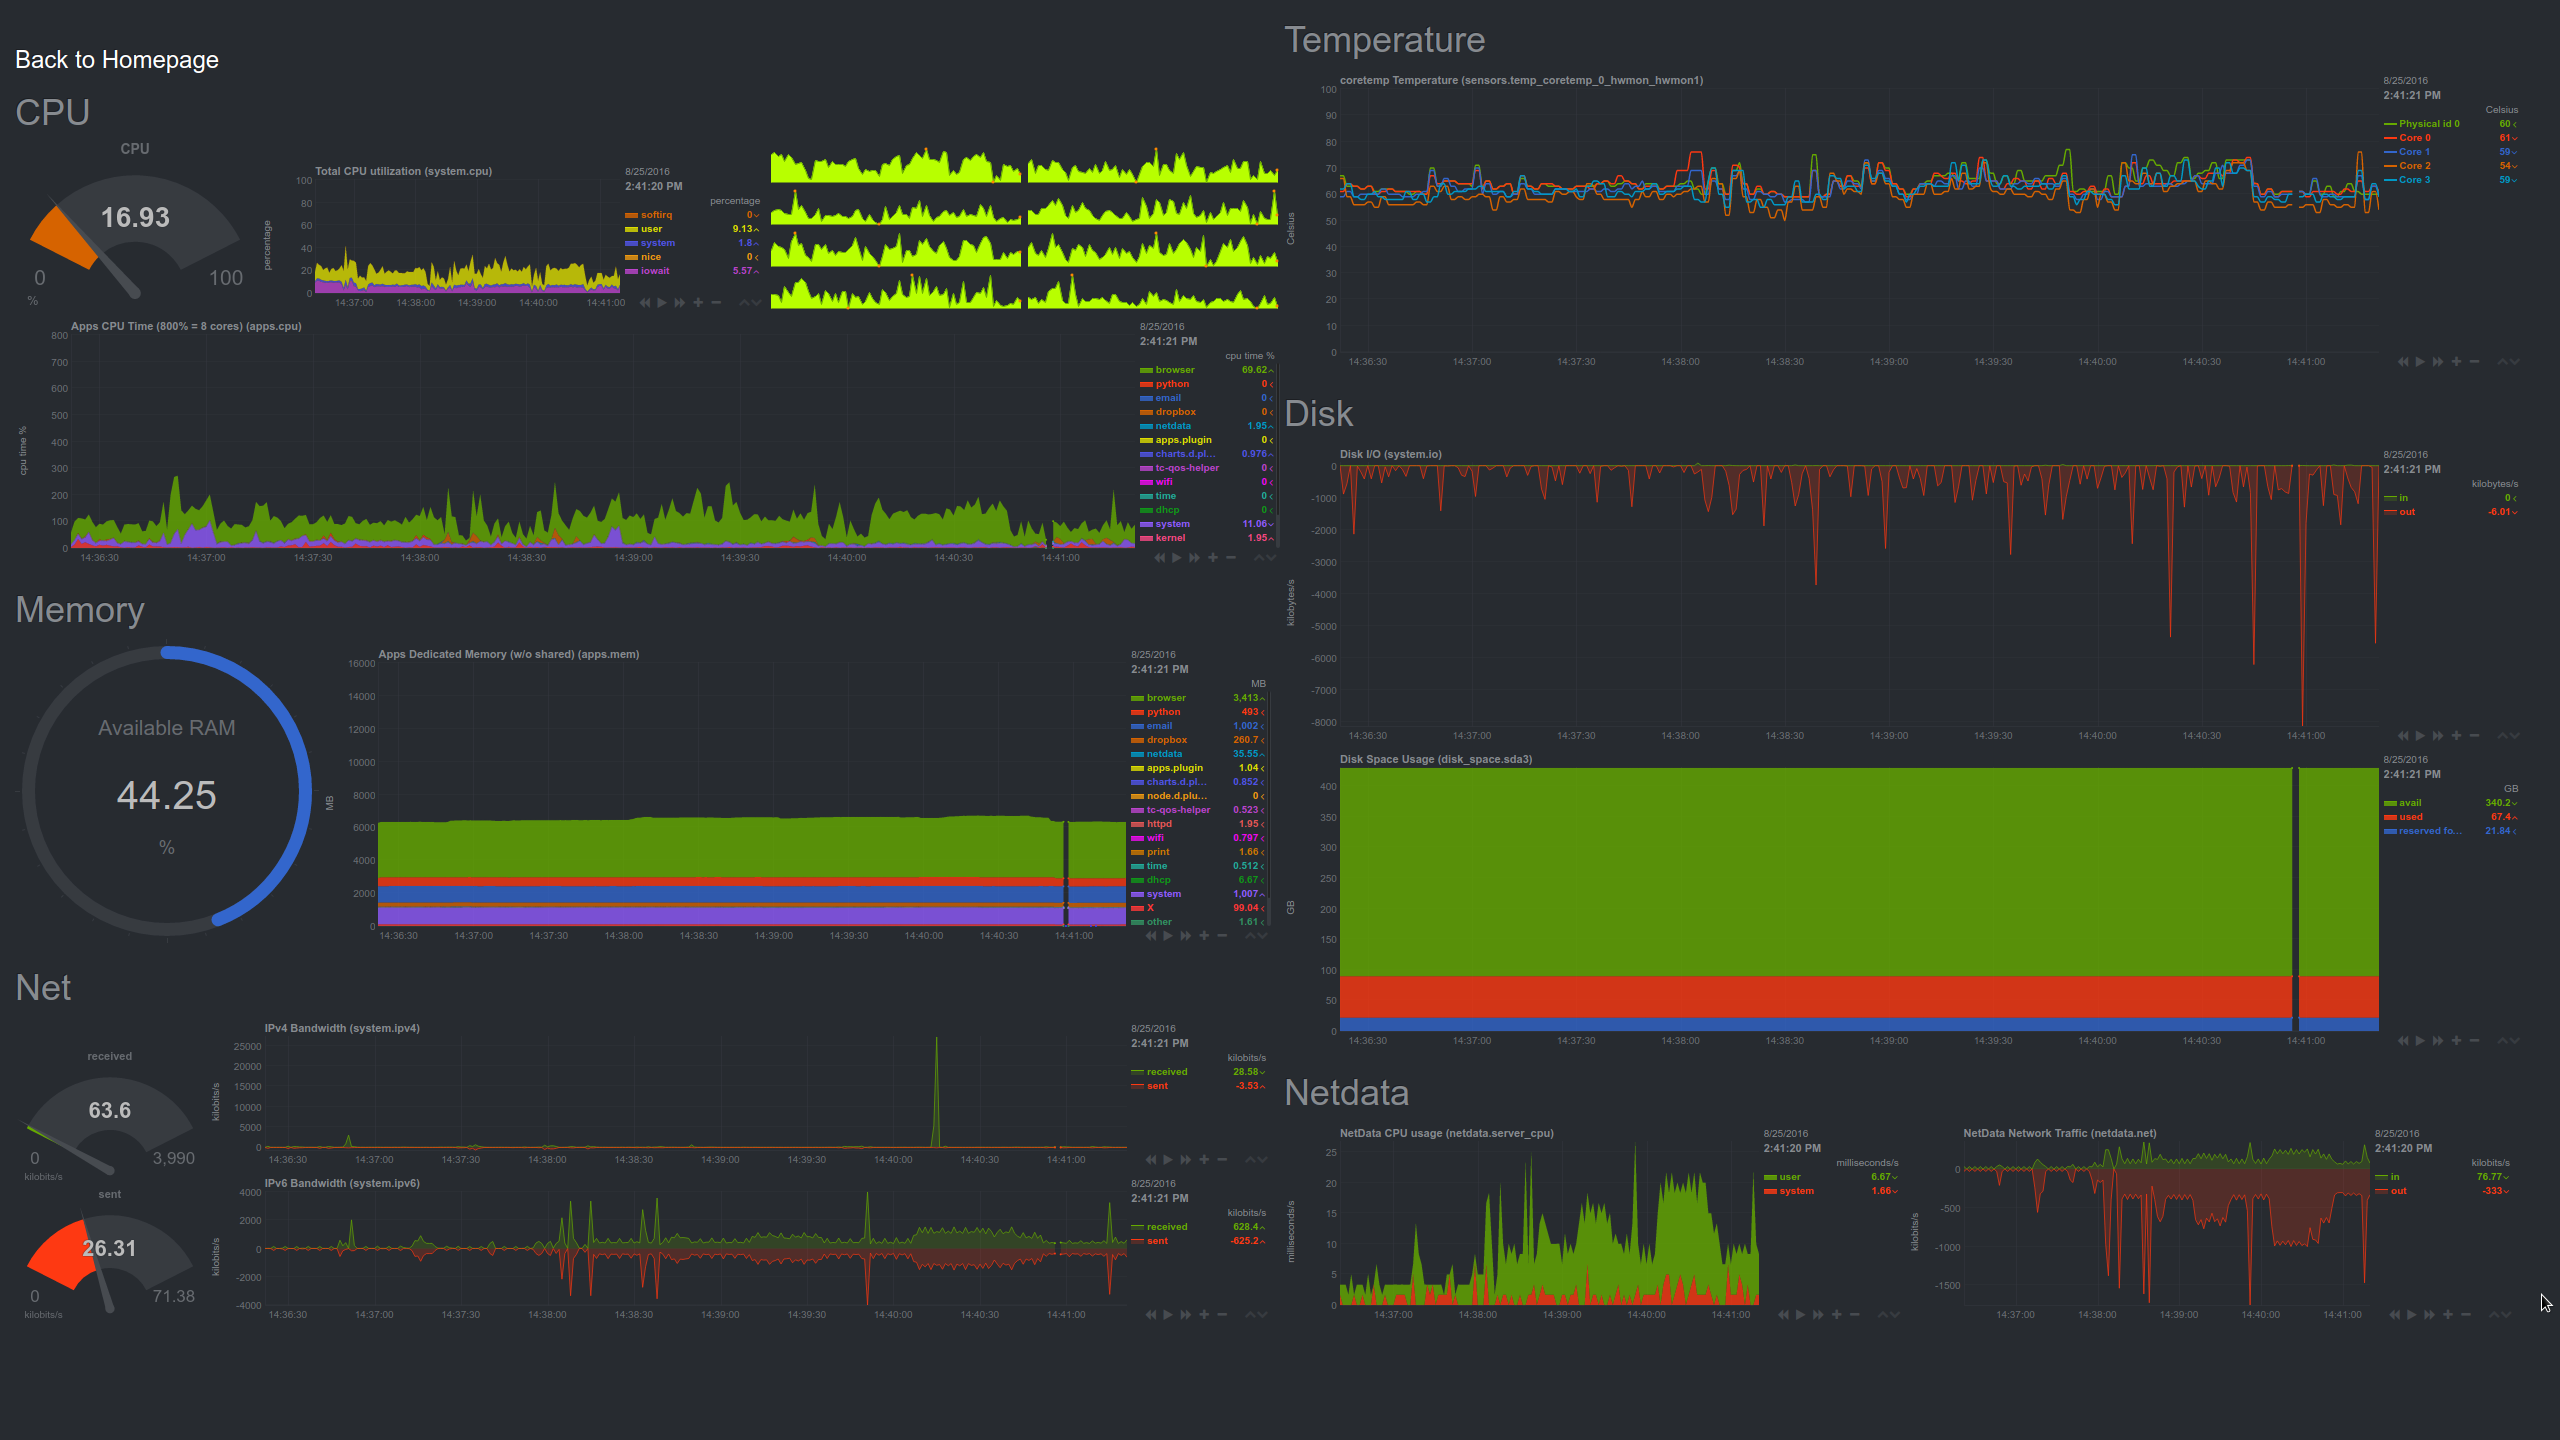 Back to Homepage
CPU
CPU
16.93
0
100
%
Total CPU utilization (system.cpu)
percentage
100
80
60
40
20
0
14:37:00 14:38:00 14:39:00 14:40:00 14:41:00
8/25/2016
2:41:20 PM
percentage
softirq 0
user 9.13
system 1.8
nice 0
iowait 5.57
Apps CPU Time (800% = 8 cores) (apps.cpu)
cpu time %
800
700
600
500
400
300
200
100
0
14:36:30 14:37:00 14:37:30 14:38:00 14:38:30 14:39:00 14:39:30 14:40:00 14:40:30 14:41:00
8/25/2016
2:41:21 PM
cpu time %
browser 69.62
python 0
email 0
dropbox 0
netdata 1.95
apps.plugin 0
charts.d.pl... 0.976
tc-qos-helper 0
wifi 0
time 0
dhcp 0
system 11.06
kernel 1.95
Memory
Available RAM
44.25
%
Apps Dedicated Memory (w/o shared) (apps.mem)
MB
16000
14000
12000
10000
8000
6000
4000
2000
0
14:36:30 14:37:00 14:37:30 14:38:00 14:38:30 14:39:00 14:39:30 14:40:00 14:40:30 14:41:00
8/25/2016
2:41:21 PM
MB
browser 3,413
python 493
email 1,002
dropbox 260.7
netdata 35.55
apps.plugin 1.04
charts.d.pl... 0.852
node.d.plu... 0
tc-qos-helper 0.523
httpd 1.95
wifi 0.797
print 1.66
time 0.512
dhcp 6.67
system 1,007
X 99.04
other 1.61
Net
received
63.6
0
3,990
kilobits/s
sent
26.31
0
71.38
kilobits/s
IPv4 Bandwidth (system.ipv4)
kilobits/s
25000
20000
15000
10000
5000
0
14:36:30 14:37:00 14:37:30 14:38:00 14:38:30 14:39:00 14:39:30 14:40:00 14:40:30 14:41:00
8/25/2016
2:41:21 PM
kilobits/s
received 28.58
sent -3.53
IPv6 Bandwidth (system.ipv6)
kilobits/s
4000
2000
0
-2000
-4000
14:36:30 14:37:00 14:37:30 14:38:00 14:38:30 14:39:00 14:39:30 14:40:00 14:40:30 14:41:00
8/25/2016
2:41:21 PM
kilobits/s
received 628.4
sent -625.2
Temperature
coretemp Temperature (sensors.temp_coretemp_0_hwmon_hwmon1)
Celsius
100
90
80
70
60
50
40
30
20
10
0
14:36:30 14:37:00 14:37:30 14:38:00 14:38:30 14:39:00 14:39:30 14:40:00 14:40:30 14:41:00
8/25/2016
2:41:21 PM
Celsius
Physical id 0 60
Core 0 61
Core 1 59
Core 2 54
Core 3 59
Disk
Disk I/O (system.io)
kilobytes/s
0
-1000
-2000
-3000
-4000
-5000
-6000
-7000
-8000
14:36:30 14:37:00 14:37:30 14:38:00 14:38:30 14:39:00 14:39:30 14:40:00 14:40:30 14:41:00
8/25/2016
2:41:21 PM
kilobytes/s
in 0
out -6.01
Disk Space Usage (disk_space.sda3)
GB
400
350
300
250
200
150
100
50
0
14:36:30 14:37:00 14:37:30 14:38:00 14:38:30 14:39:00 14:39:30 14:40:00 14:40:30 14:41:00
8/25/2016
2:41:21 PM
GB
avail 340.2
used 67.4
reserved fo... 21.84
Netdata
NetData CPU usage (netdata.server_cpu)
milliseconds/s
25
20
15
10
5
0
14:37:00 14:38:00 14:39:00 14:40:00 14:41:00
8/25/2016
2:41:20 PM
milliseconds/s
user 6.67
system 1.66
NetData Network Traffic (netdata.net)
kilobits/s
0
-500
-1000
-1500
14:37:00 14:38:00 14:39:00 14:40:00 14:41:00
8/25/2016
2:41:20 PM
kilobits/s
in 76.77
out -333